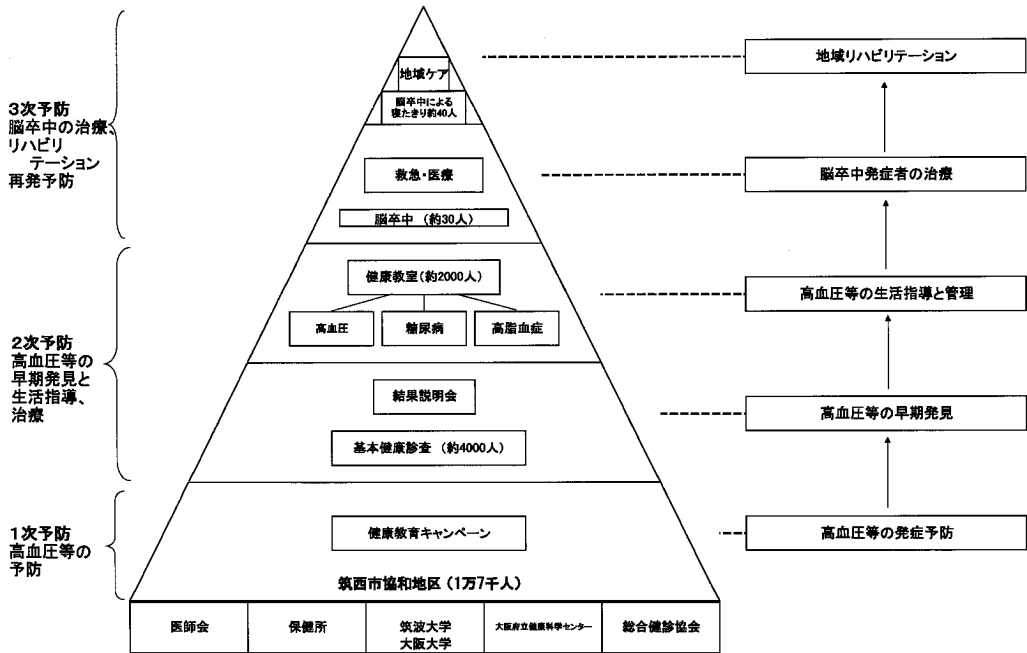 3次予防
脳卒中の治療、
リハビリ
テーション
再発予防
2次予防
高血圧等の
早期発見と
生活指導、
治療
1次予防
高血圧等の
予防
地域ケア
脳卒中による
寝たきり約40人
救急・医療
脳卒中 (約30人)
健康教室(約2000人)
高血圧
糖尿病
高脂血症
結果説明会
基本健康診査 (約4000人)
健康教育キャンペーン
筑西市協和地区 (1万7千人)
医師会
保健所
筑波大学
大阪大学
大阪府立健康科学センター
総合健診協会
地域リハビリテーション
脳卒中発症者の治療
高血圧等の生活指導と管理
高血圧等の早期発見
高血圧等の発症予防